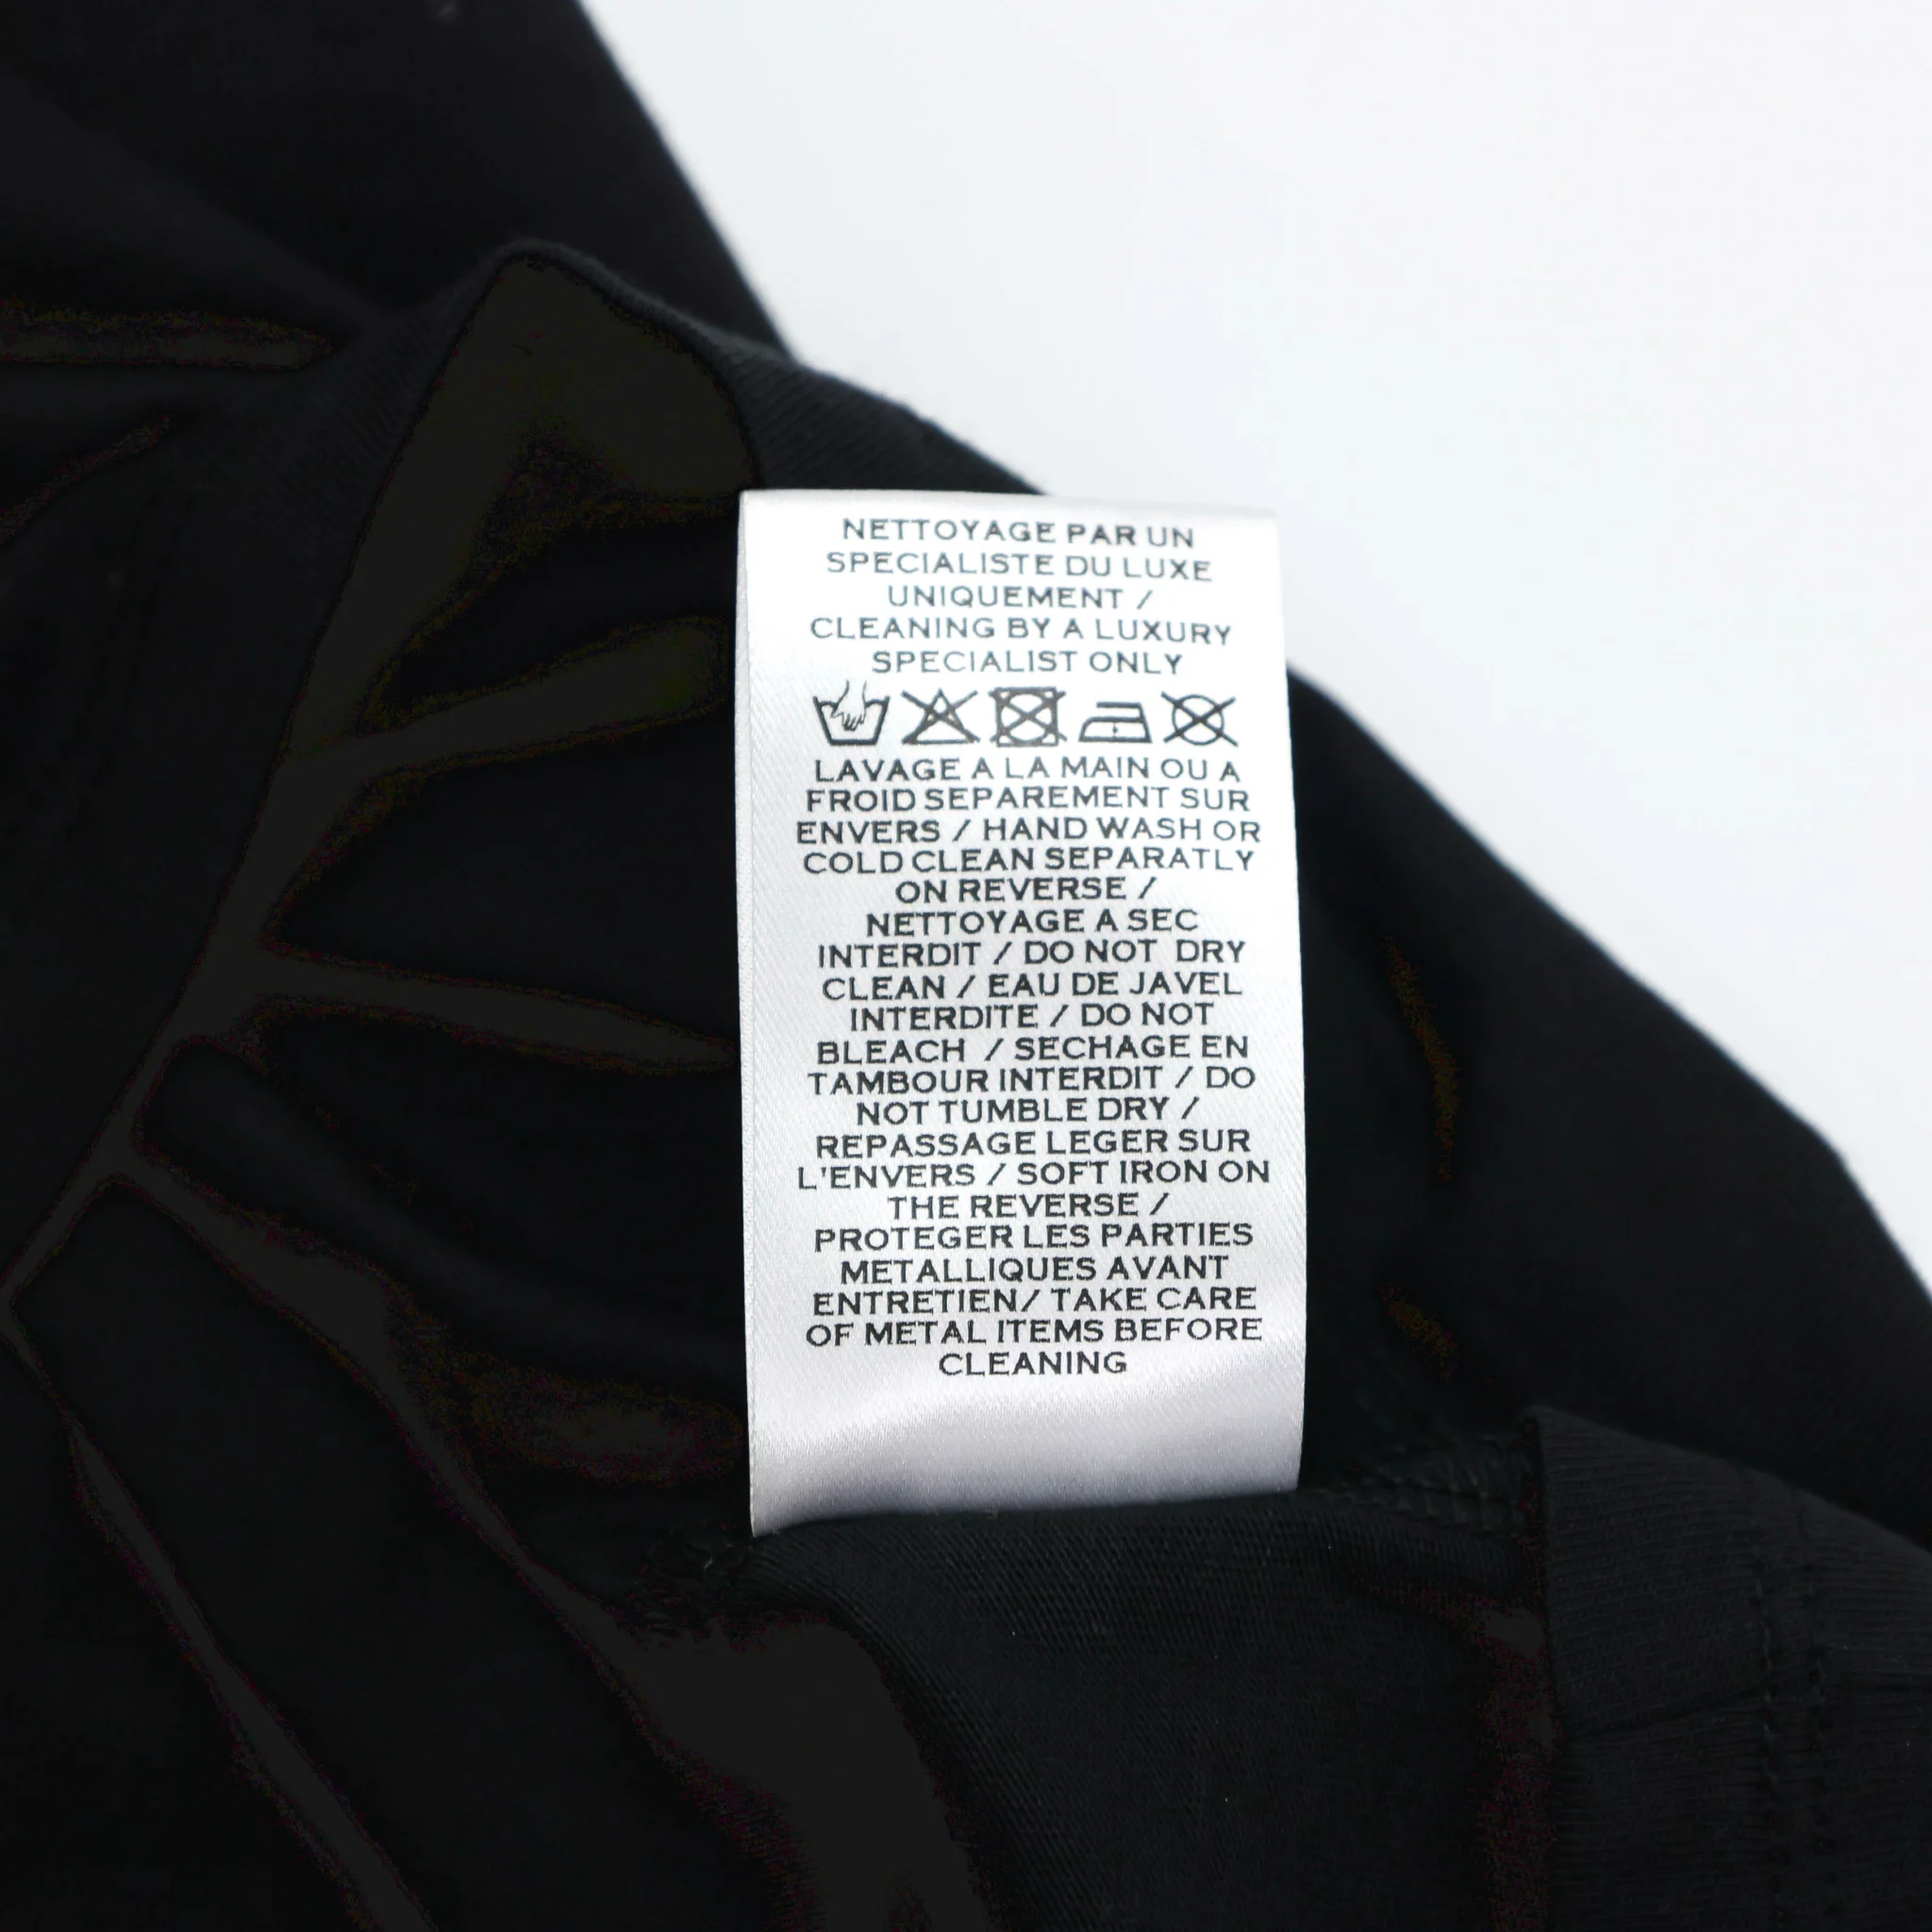 NETTOYAGE PAR UN
SPECIALISTE DU LUXE
UNIQUEMENT /
CLEANING BY A LUXURY
SPECIALIST ONLY
LAVAGE A LA MAIN OU A
FROID SEPAREMENT SUR
ENVERS / HAND WASH OR
COLD CLEAN SEPARATLY
ON REVERSE /
NETTOYAGE A SEC
INTERDIT / DO NOT DRY
CLEAN / EAU DE JAVEL
INTERDITE / DO NOT
BLEACH / SECHAGE EN
TAMBOUR INTERDIT / DO
NOT TUMBLE DRY /
REPASSAGE LEGER SUR
L'ENVERS / SOFT IRON ON
THE REVERSE /
PROTEGER LES PARTIES
METALLIQUES AVANT
ENTRETIEN/ TAKE CARE
OF METAL ITEMS BEFORE
CLEANING